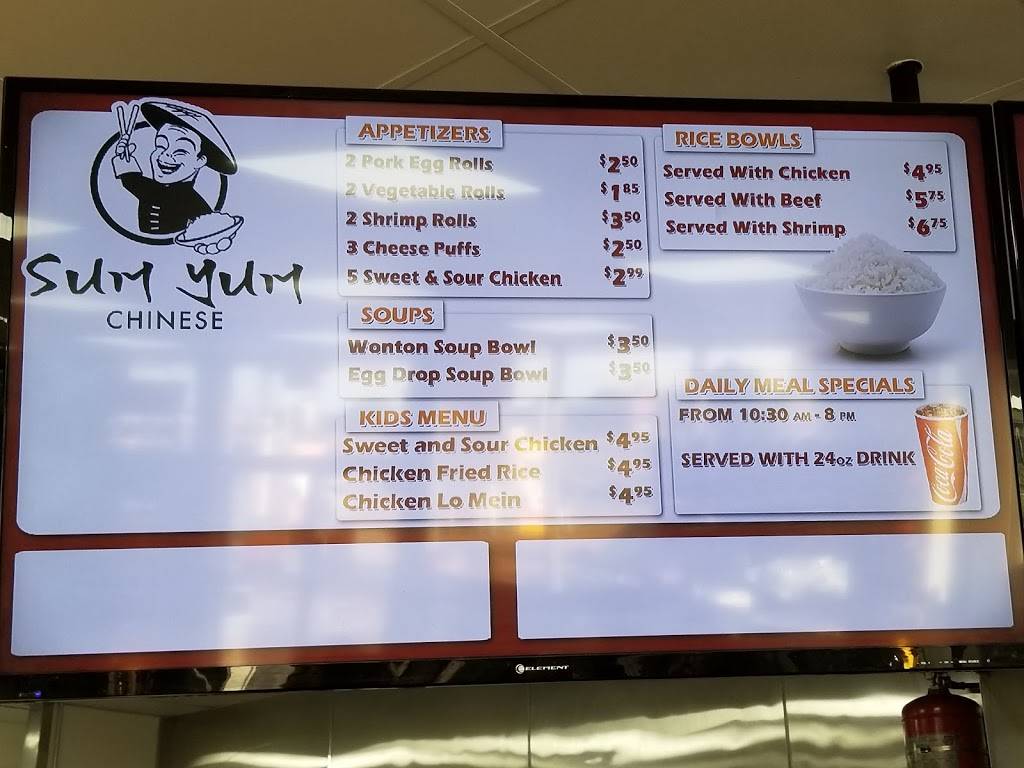 SUM YUM
CHINESE
APPETIZERS
2 Pork Egg Rolls $2.50
2 Vegetable Rolls $1.85
2 Shrimp Rolls $3.50
3 Cheese Puffs $2.50
5 Sweet & Sour Chicken $2.99
SOUPS
Wonton Soup Bowl $3.50
Egg Drop Soup Bowl $3.50
KIDS MENU
Sweet and Sour Chicken $4.95
Chicken Fried Rice $4.95
Chicken Lo Mein $4.95
RICE BOWLS
Served With Chicken $4.95
Served With Beef $5.75
Served With Shrimp $6.75
DAILY MEAL SPECIALS
FROM 10:30 AM - 8 PM
SERVED WITH 24oz DRINK
Coca-Cola
ELEMENT